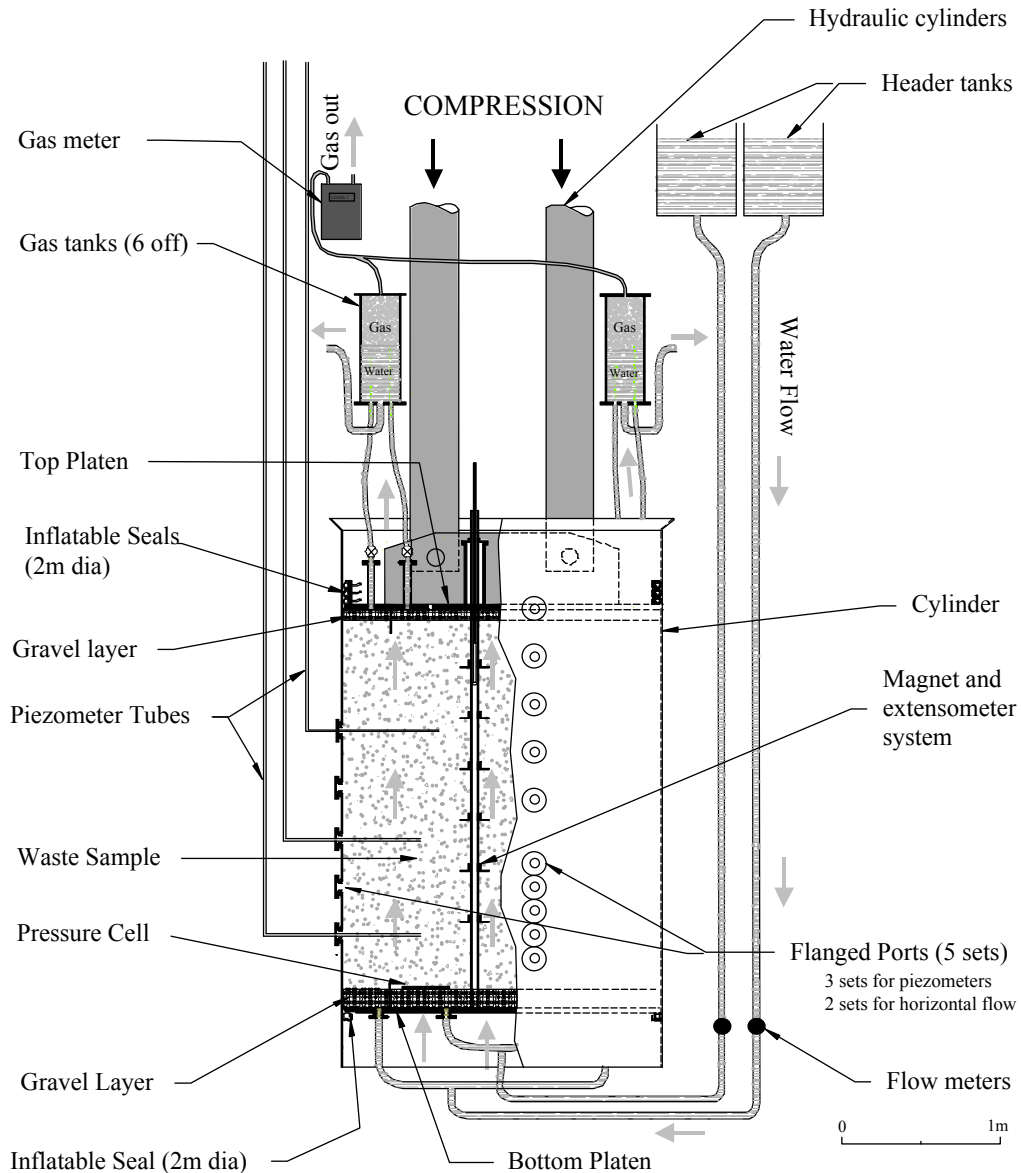 Hydraulic cylinders
Header tanks
COMPRESSION
Gas out
Gas meter
Gas tanks (6 off)
Gas
Gas
Water
Water
Water Flow
Top Platen
Inflatable Seals
(2m dia)
Cylinder
Gravel layer
Magnet and
extensometer
system
Piezometer Tubes
Waste Sample
Pressure Cell
Flanged Ports (5 sets)
3 sets for piezometers
2 sets for horizontal flow
Gravel Layer
Flow meters
Inflatable Seal (2m dia)
Bottom Platen
0
1m